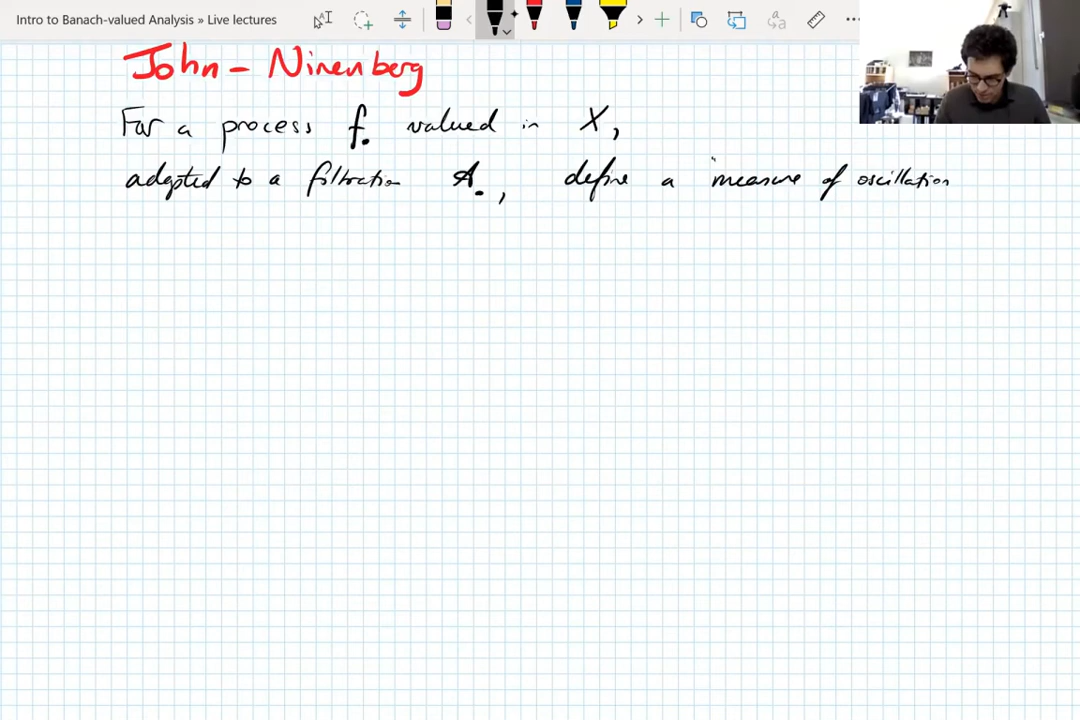 Intro to Banach-valued Analysis » Live lectures
John - Nirenberg
For a process f. valued in X,
adapted to a filtration A., define a measure of oscillation